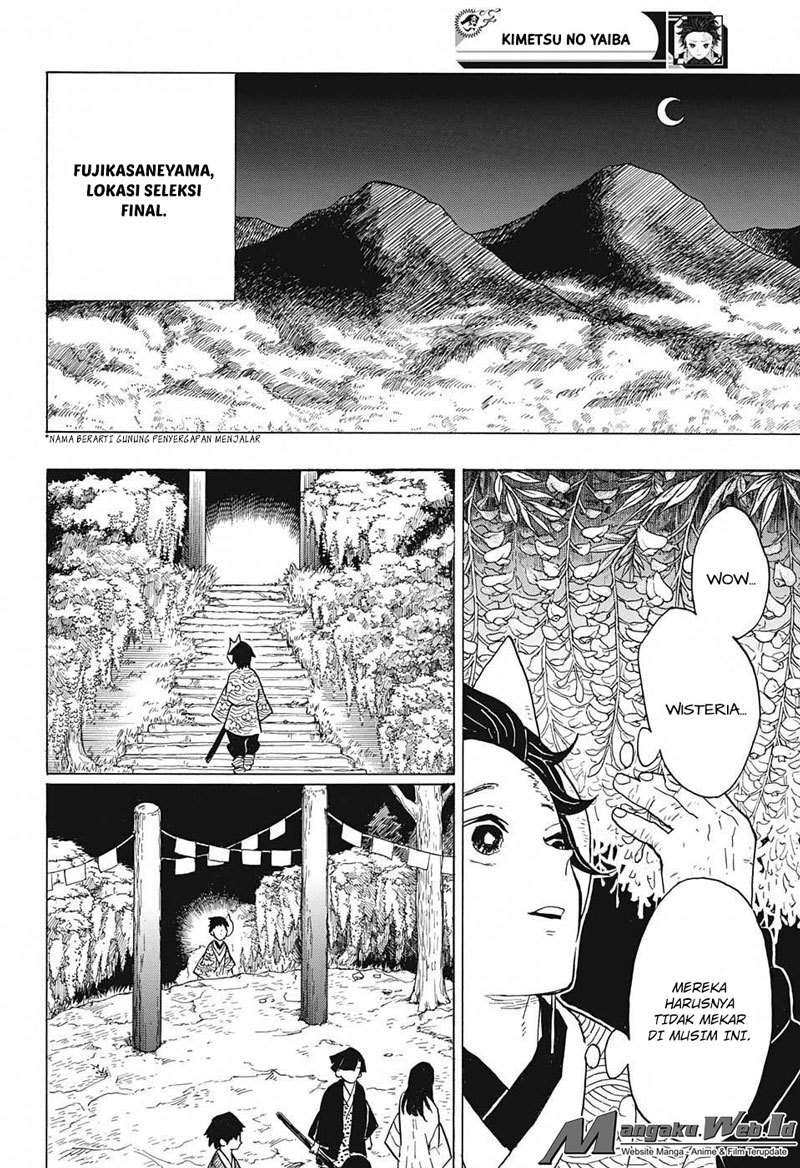 KIMETSU NO YAIBA
FUJIKASANEYAMA,
LOKASI SELEKSI
FINAL.
*NAMA BERARTI GUNUNG PENYERGAPAN MENJALAR
WOW...
WISTERIA...
MEREKA
HARUSNYA
TIDAK MEKAR
DI MUSIM INI.
Mangaku.Web.Id
Website Manga - Anime & Film Terupdate